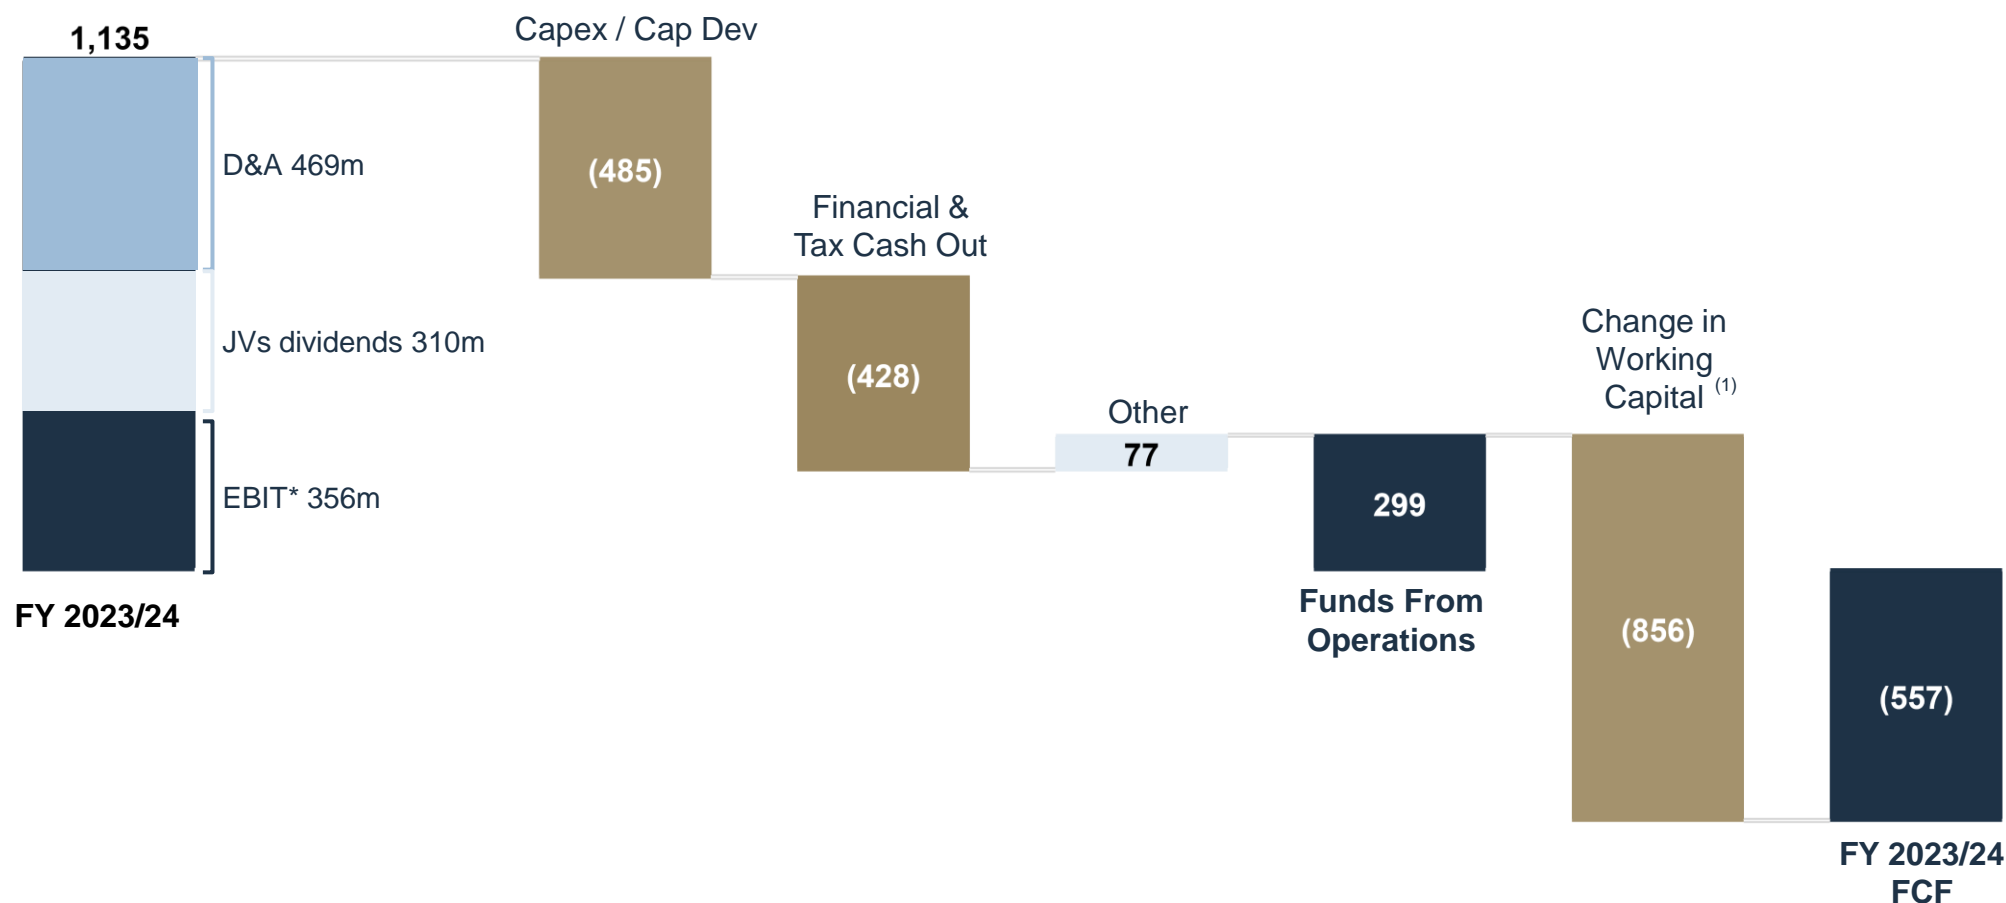 1,135
D&A 469m
JVs dividends 310m
EBIT* 356m
FY 2023/24
Capex / Cap Dev
(485)
Financial &
Tax Cash Out
(428)
Other
77
299
Funds From
Operations
Change in
Working
Capital (1)
(856)
(557)
FY 2023/24
FCF